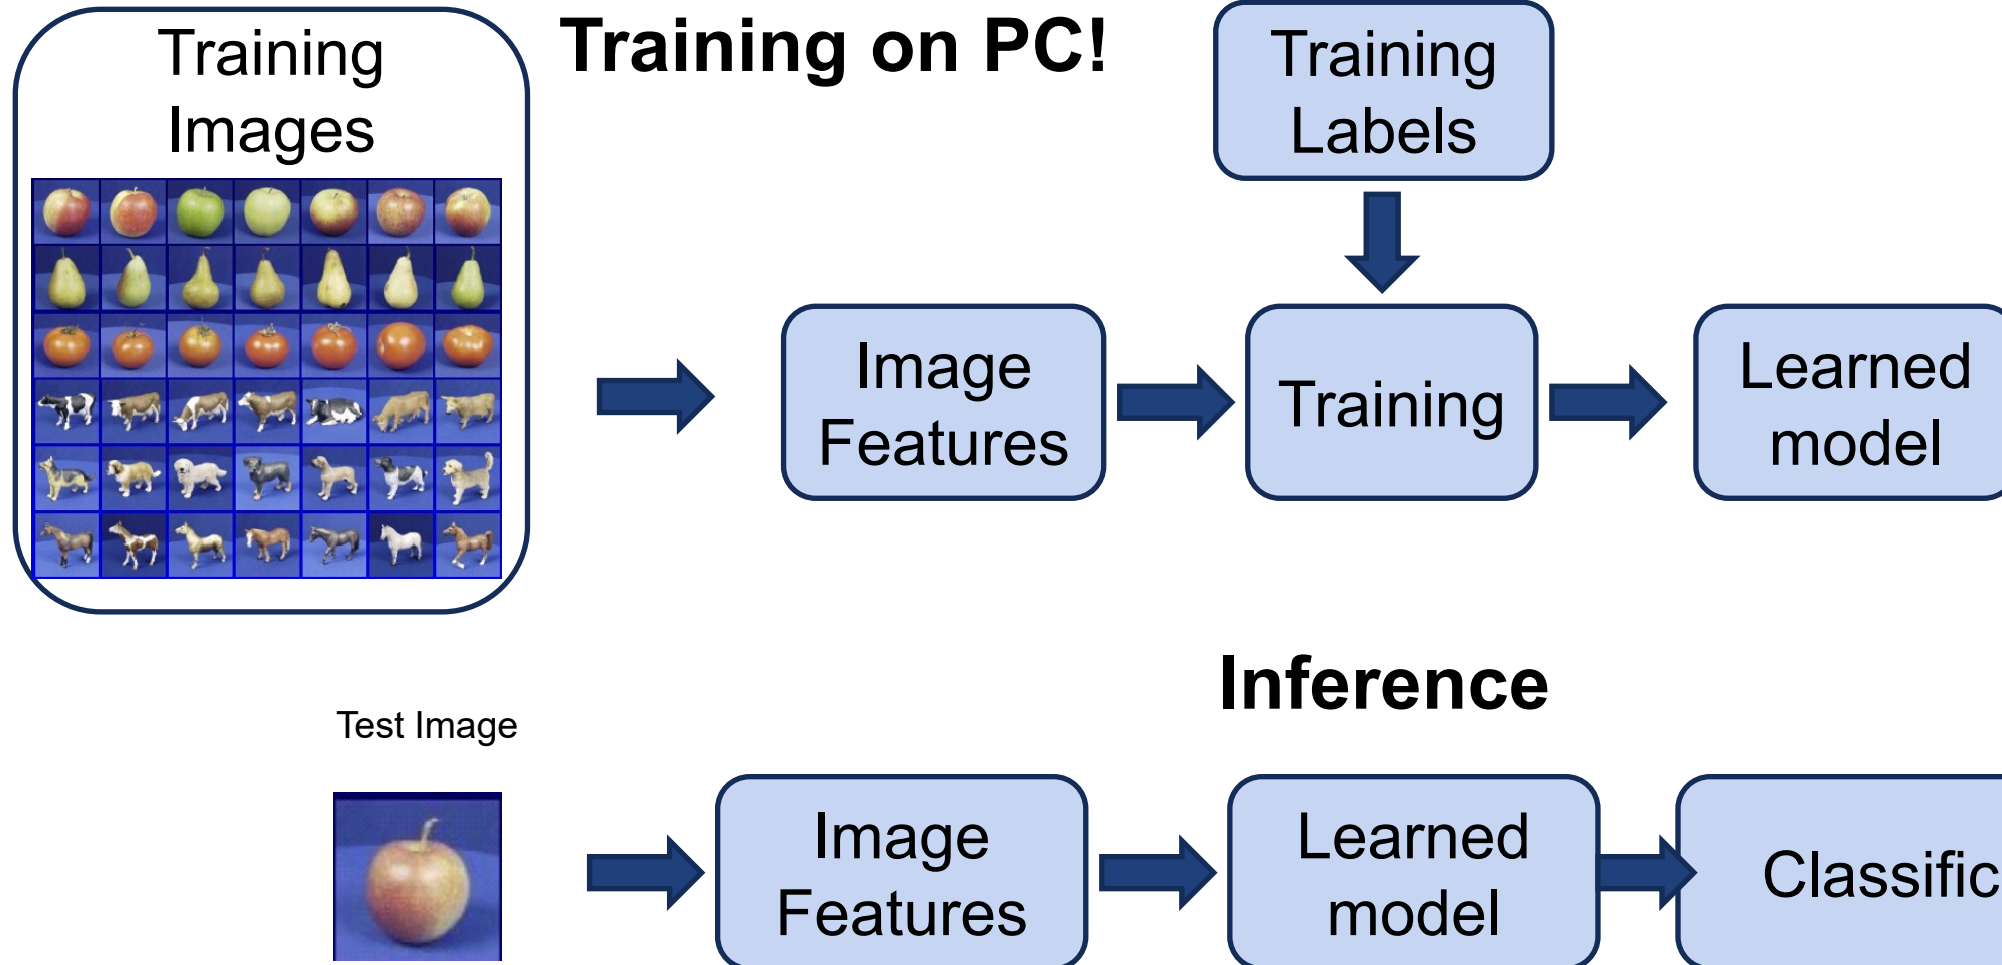 Training
Images
Training on PC!
Training
Labels
Image
Features
Training
Learned
model
Inference
Test Image
Image
Features
Learned
model
Classific